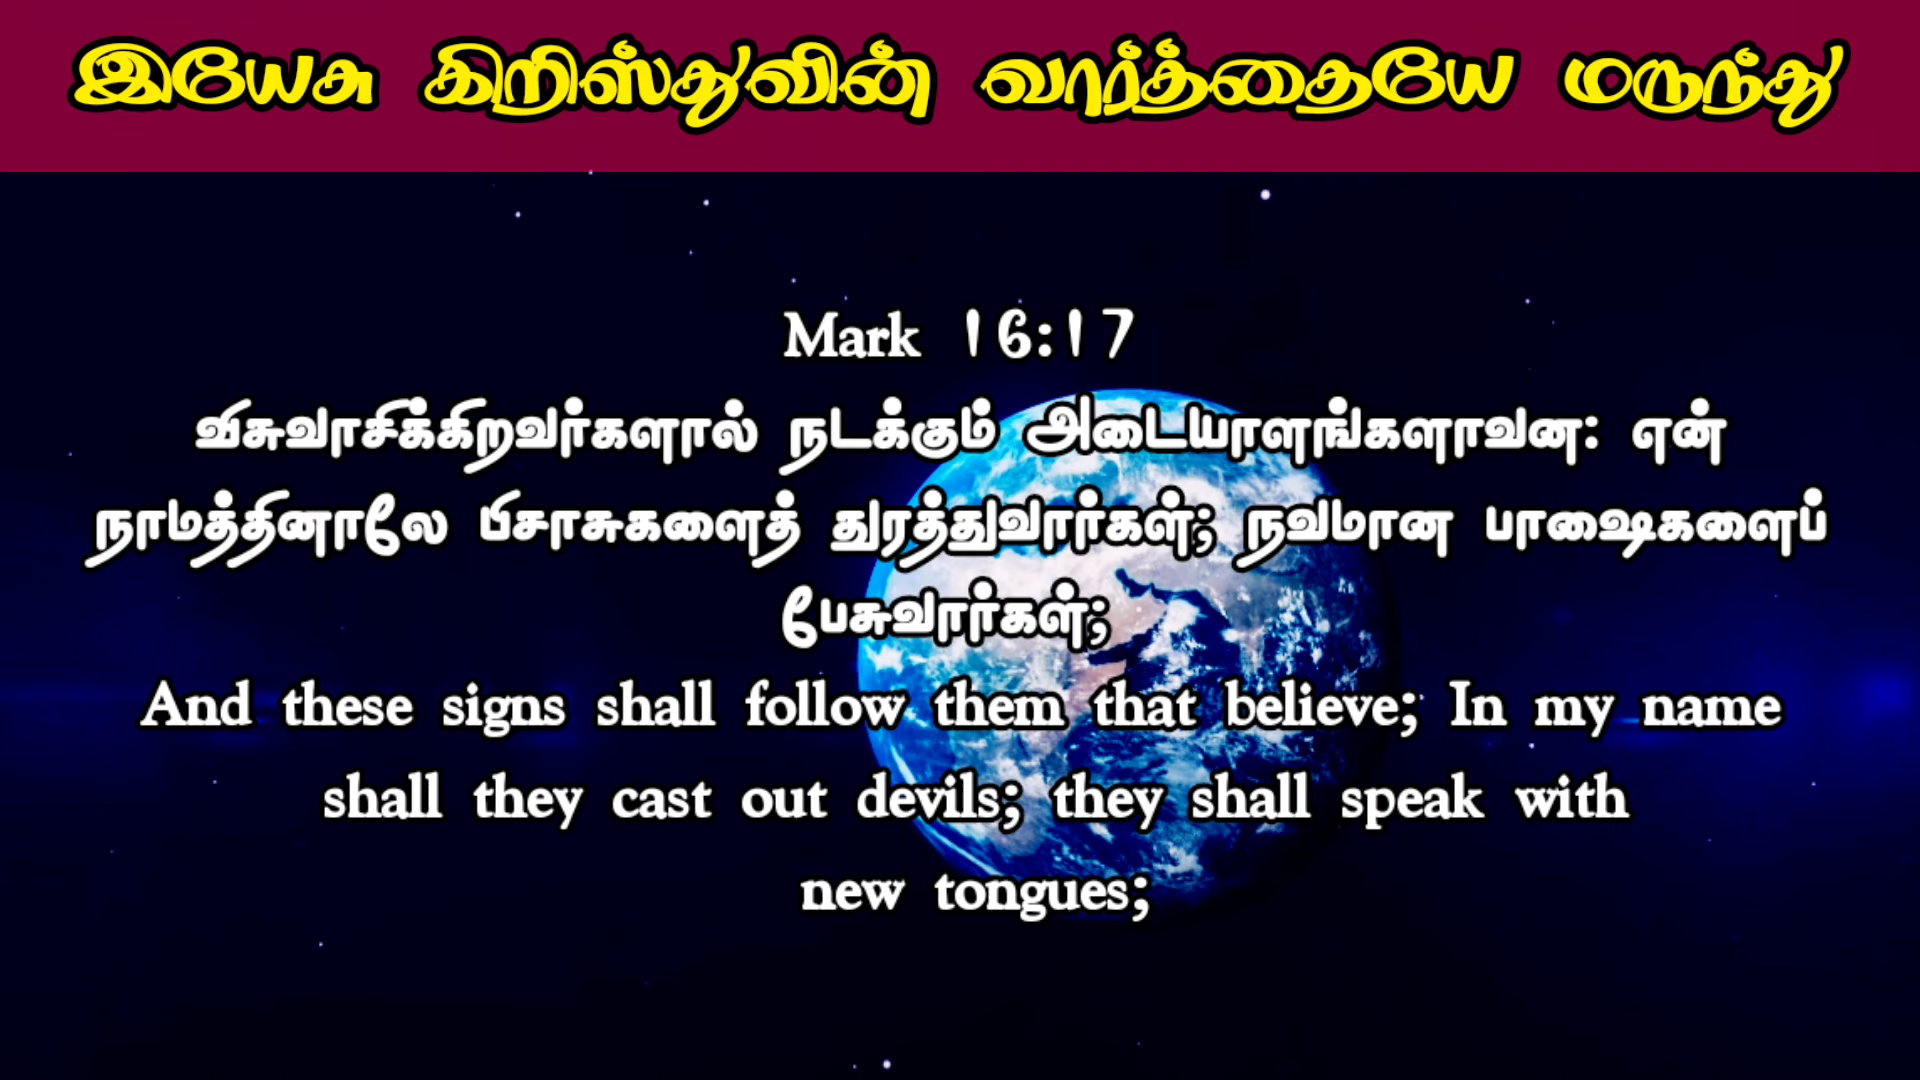 இயேசு கிறிஸ்துவின் வார்த்தையே மருந்து
Mark 16:17
விசுவாசிக்கிறவர்களால் நடக்கும் அடையாளங்களாவன: என்
நாமத்தினாலே பிசாசுகளைத் துரத்துவார்கள்; நவமான பாஷைகளைப்
பேசுவார்கள்;
And these signs shall follow them that believe; In my name
shall they cast out devils; they shall speak with
new tongues;